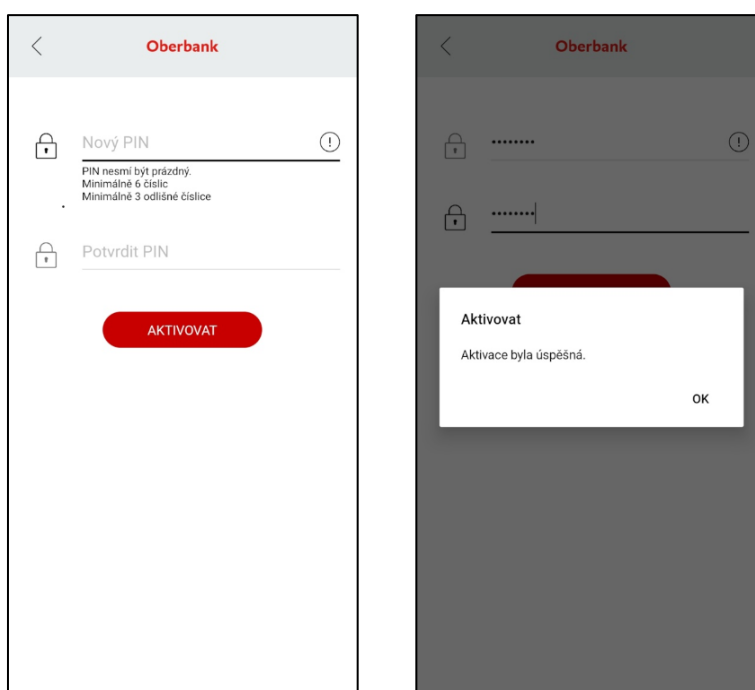 Oberbank
Nový PIN
PIN nesmí být prázdný.
Minimálně 6 číslic
Minimálně 3 odlišné číslice
Potvrdit PIN
AKTIVOVAT
Oberbank
••••••••
••••••••
Aktivovat
Aktivace byla úspěšná.
OK